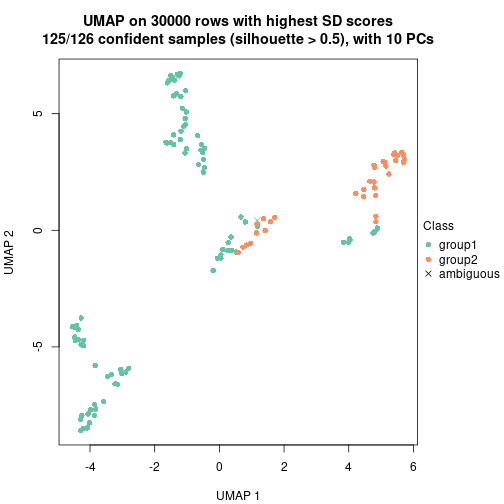 UMAP on 30000 rows with highest SD scores
125/126 confident samples (silhouette > 0.5), with 10 PCs
5
0
-5
UMAP 2
-4
-2
0
2
4
6
UMAP 1
Class
group1
group2
ambiguous